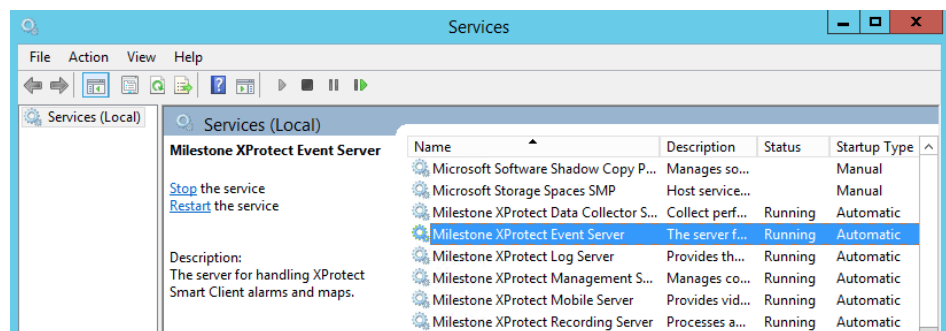 Services
File Action View Help
Services (Local)
Services (Local)
Milestone XProtect Event Server
Stop the service
Restart the service
Description:
The server for handling XProtect
Smart Client alarms and maps.
Name Description Status Startup Type
Microsoft Software Shadow Copy P... Manages so... Manual
Microsoft Storage Spaces SMP Host service... Manual
Milestone XProtect Data Collector S... Collect perf... Running Automatic
Milestone XProtect Event Server The server f... Running Automatic
Milestone XProtect Log Server Provides th... Running Automatic
Milestone XProtect Management S... Manages co... Running Automatic
Milestone XProtect Mobile Server Provides vid... Running Automatic
Milestone XProtect Recording Server Processes a... Running Automatic